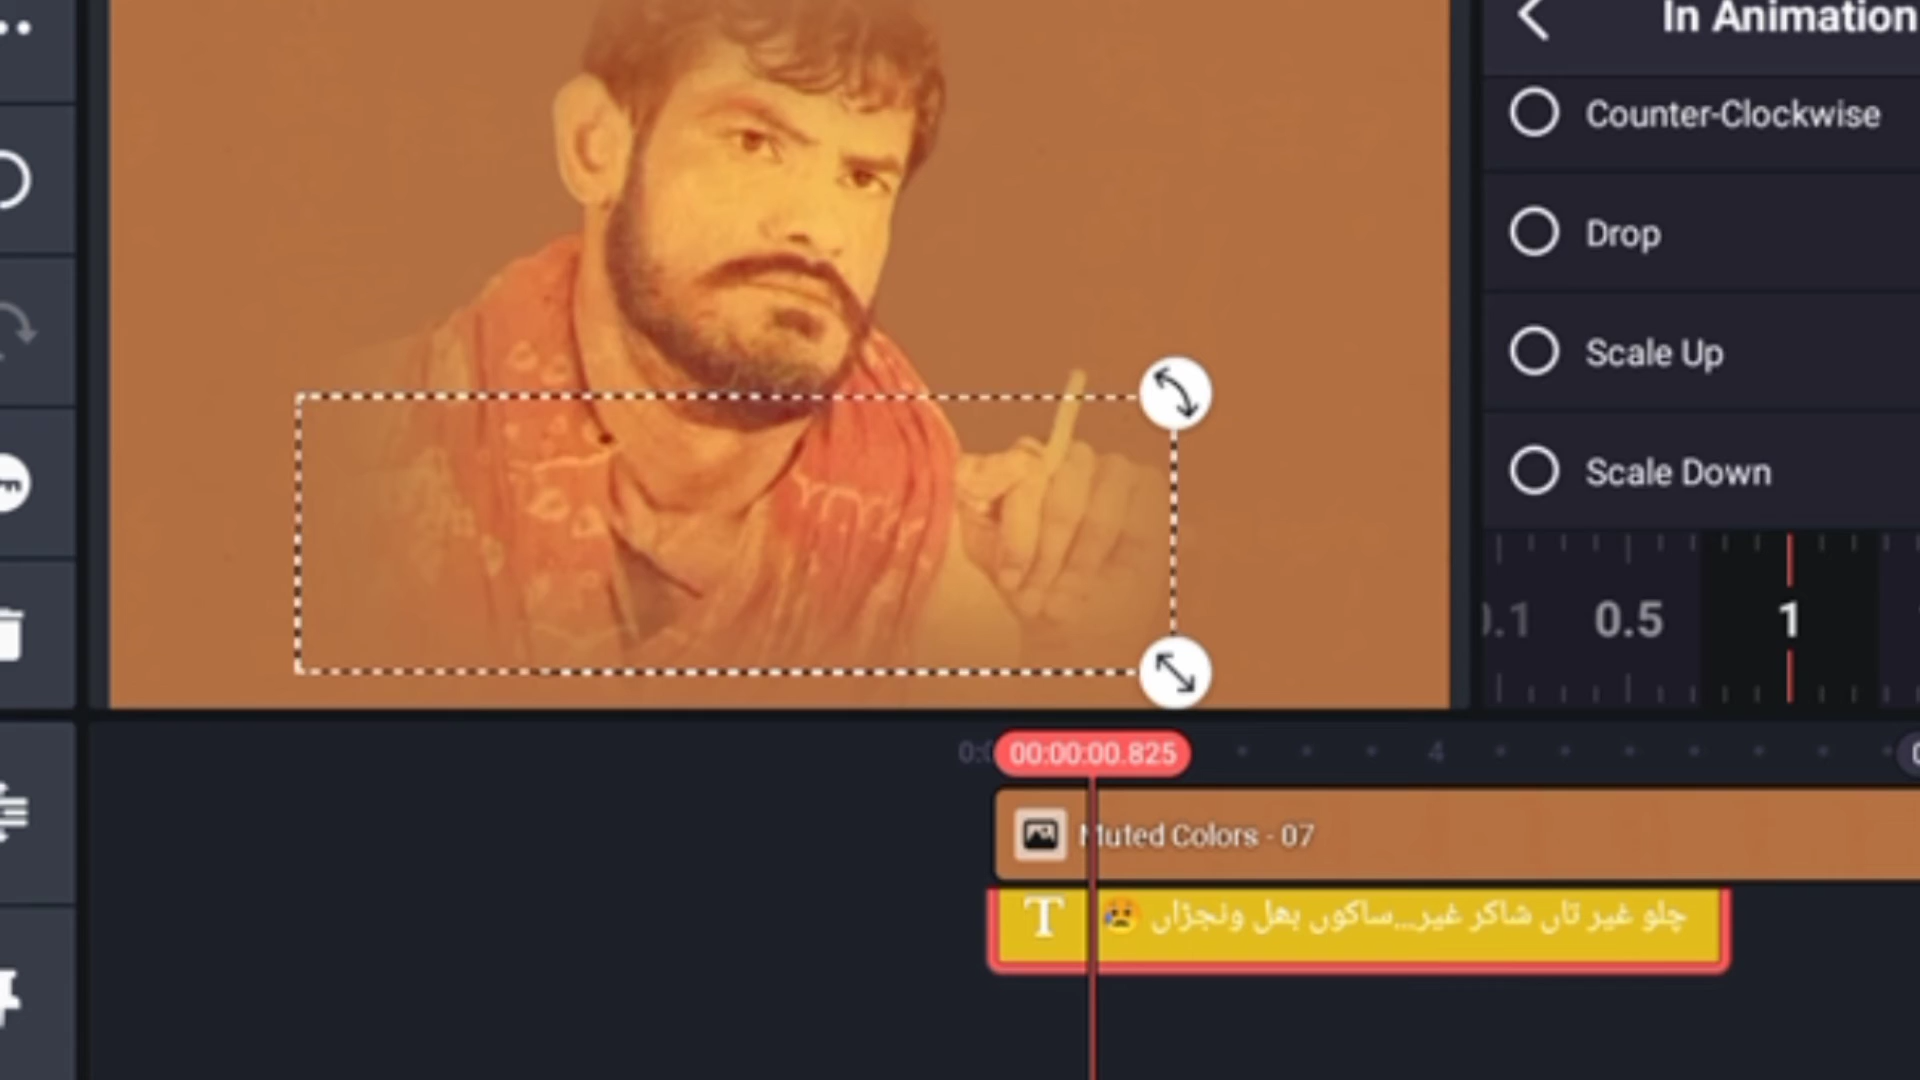 In Animation
Counter-Clockwise
Drop
Scale Up
Scale Down
0.5 1
00:00:00.825 4
Muted Colors - 07
T چلو غیر تاں شاکر غیر...ساکوں بھل ونجڑاں 😢